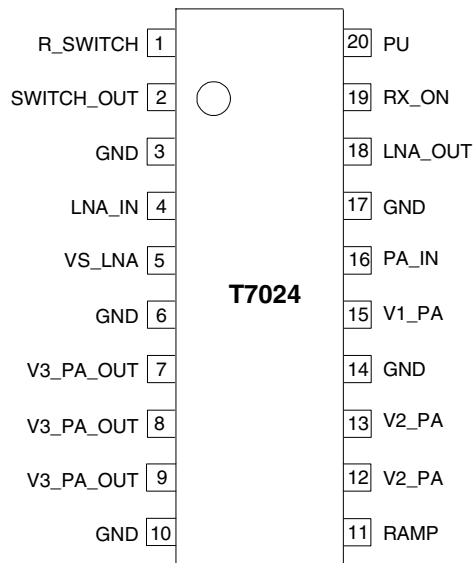 R_SWITCH 1 20 PU
SWITCH_OUT 2 19 RX_ON
GND 3 18 LNA_OUT
LNA_IN 4 17 GND
VS_LNA 5 16 PA_IN
T7024
GND 6 15 V1_PA
V3_PA_OUT 7 14 GND
V3_PA_OUT 8 13 V2_PA
V3_PA_OUT 9 12 V2_PA
GND 10 11 RAMP